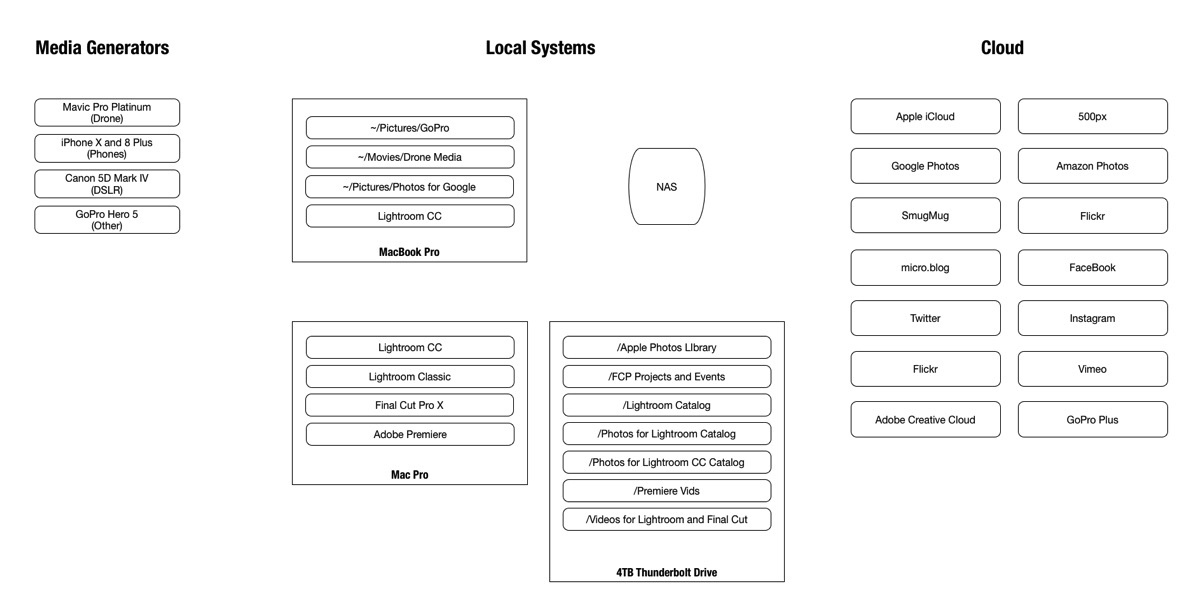 Media Generators
Mavic Pro Platinum
(Drone)
iPhone X and 8 Plus
(Phones)
Canon 5D Mark IV
(DSLR)
GoPro Hero 5
(Other)
Local Systems
~/Pictures/GoPro
~/Movies/Drone Media
~/Pictures/Photos for Google
Lightroom CC
MacBook Pro
NAS
Lightroom CC
Lightroom Classic
Final Cut Pro X
Adobe Premiere
Mac Pro
/Apple Photos LIbrary
/FCP Projects and Events
/Lightroom Catalog
/Photos for Lightroom Catalog
/Photos for Lightroom CC Catalog
/Premiere Vids
/Videos for Lightroom and Final Cut
4TB Thunderbolt Drive
Cloud
Apple iCloud
500px
Google Photos
Amazon Photos
SmugMug
Flickr
micro.blog
FaceBook
Twitter
Instagram
Flickr
Vimeo
Adobe Creative Cloud
GoPro Plus